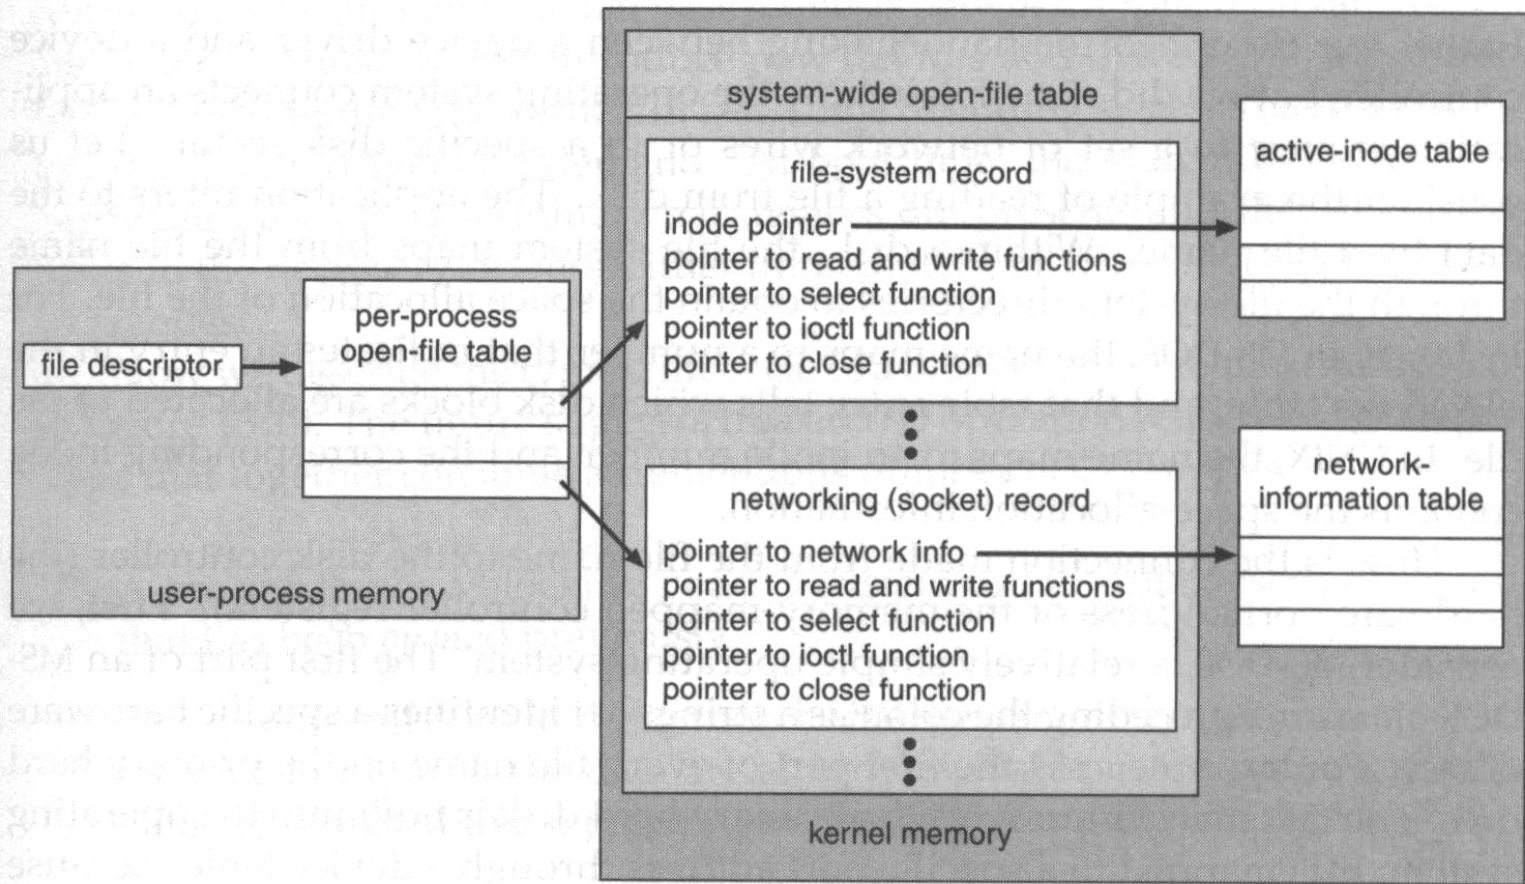 system-wide open-file table
file-system record
inode pointer
pointer to read and write functions
pointer to select function
pointer to ioctl function
pointer to close function
active-inode table
per-process
open-file table
file descriptor
user-process memory
networking (socket) record
pointer to network info
pointer to read and write functions
pointer to select function
pointer to ioctl function
pointer to close function
network-
information table
kernel memory